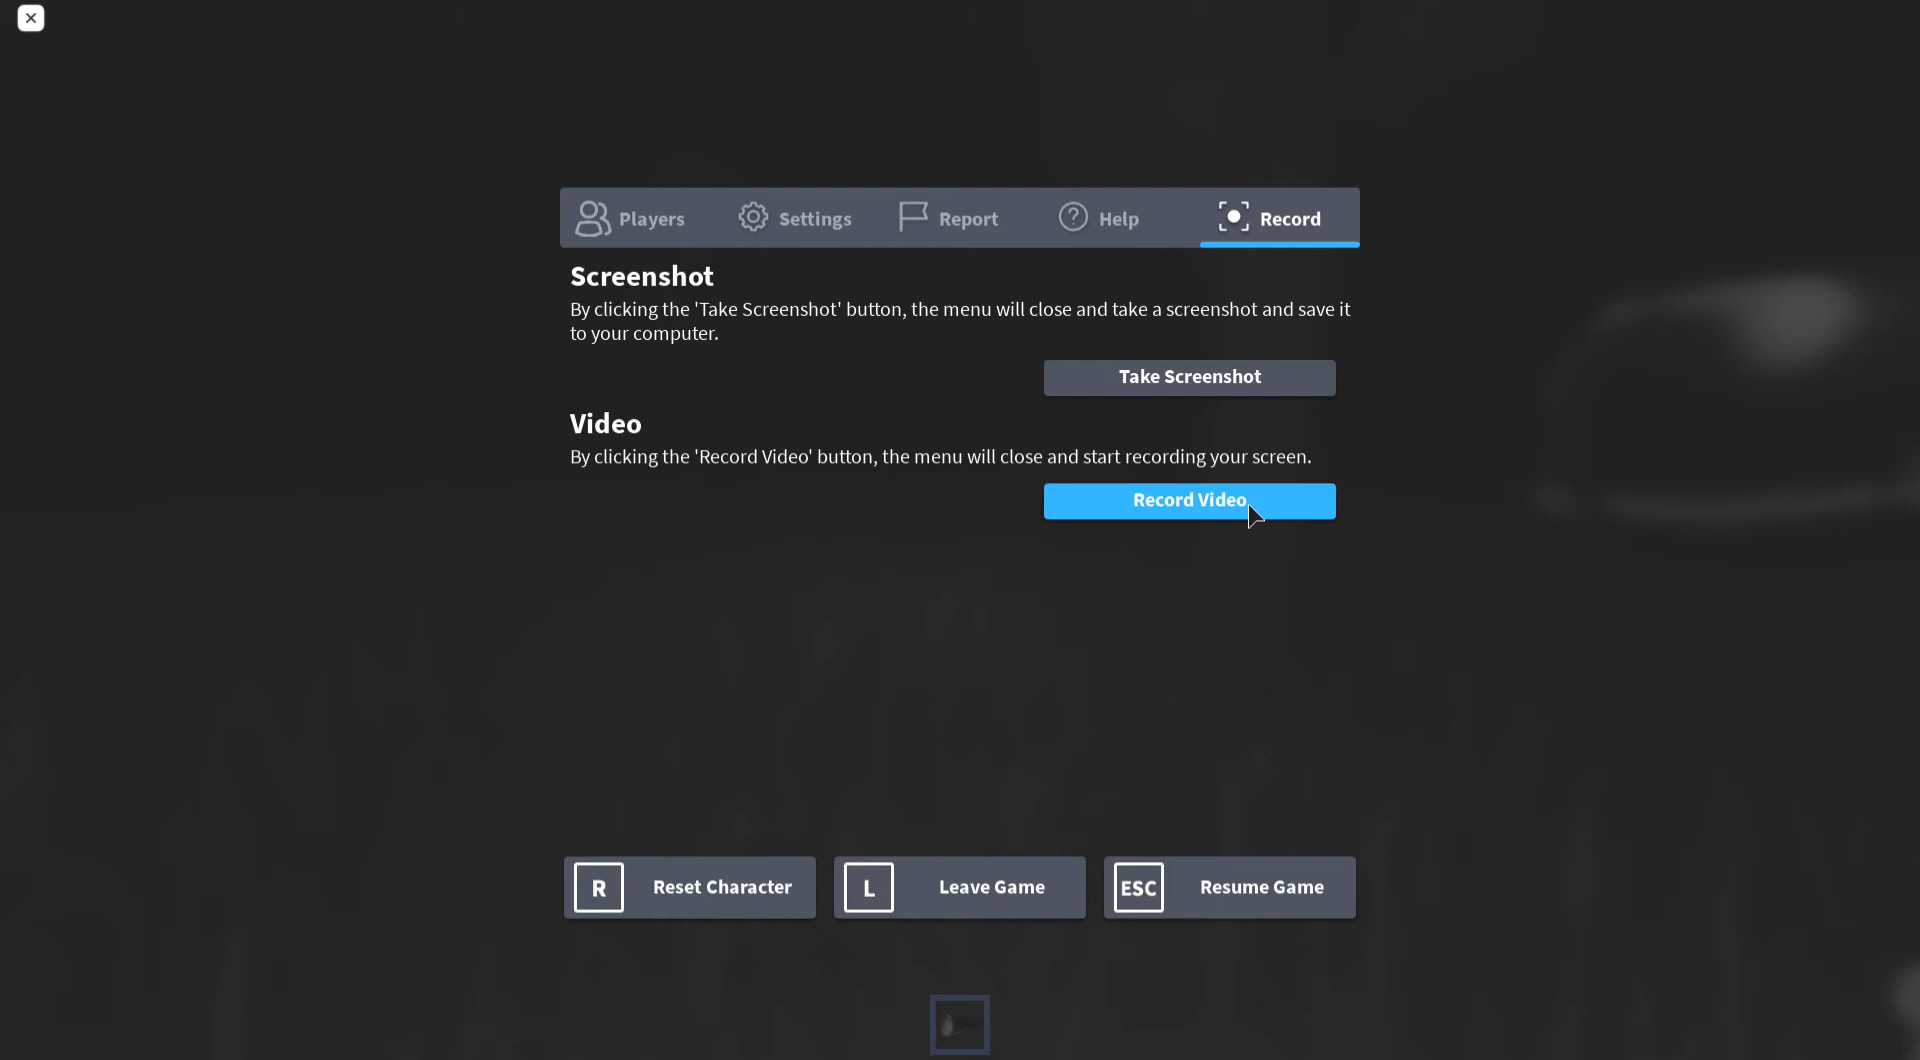 Players
Settings
Report
Help
Record
Screenshot
By clicking the 'Take Screenshot' button, the menu will close and take a screenshot and save it
to your computer.
Take Screenshot
Video
By clicking the 'Record Video' button, the menu will close and start recording your screen.
Record Video
R Reset Character
L Leave Game
ESC Resume Game